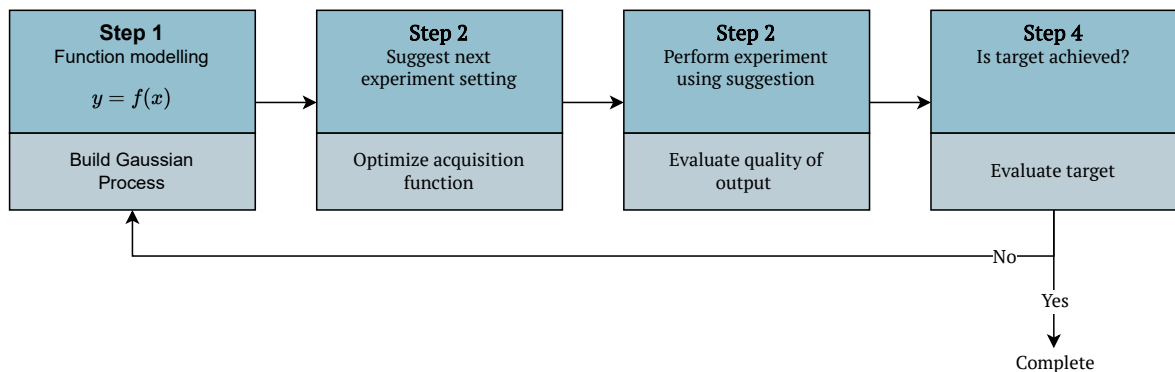 Step 1
Function modelling
y = f(x)
Build Gaussian
Process
Step 2
Suggest next
experiment setting
Optimize acquisition
function
Step 2
Perform experiment
using suggestion
Evaluate quality of
output
Step 4
Is target achieved?
Evaluate target
No
Yes
Complete